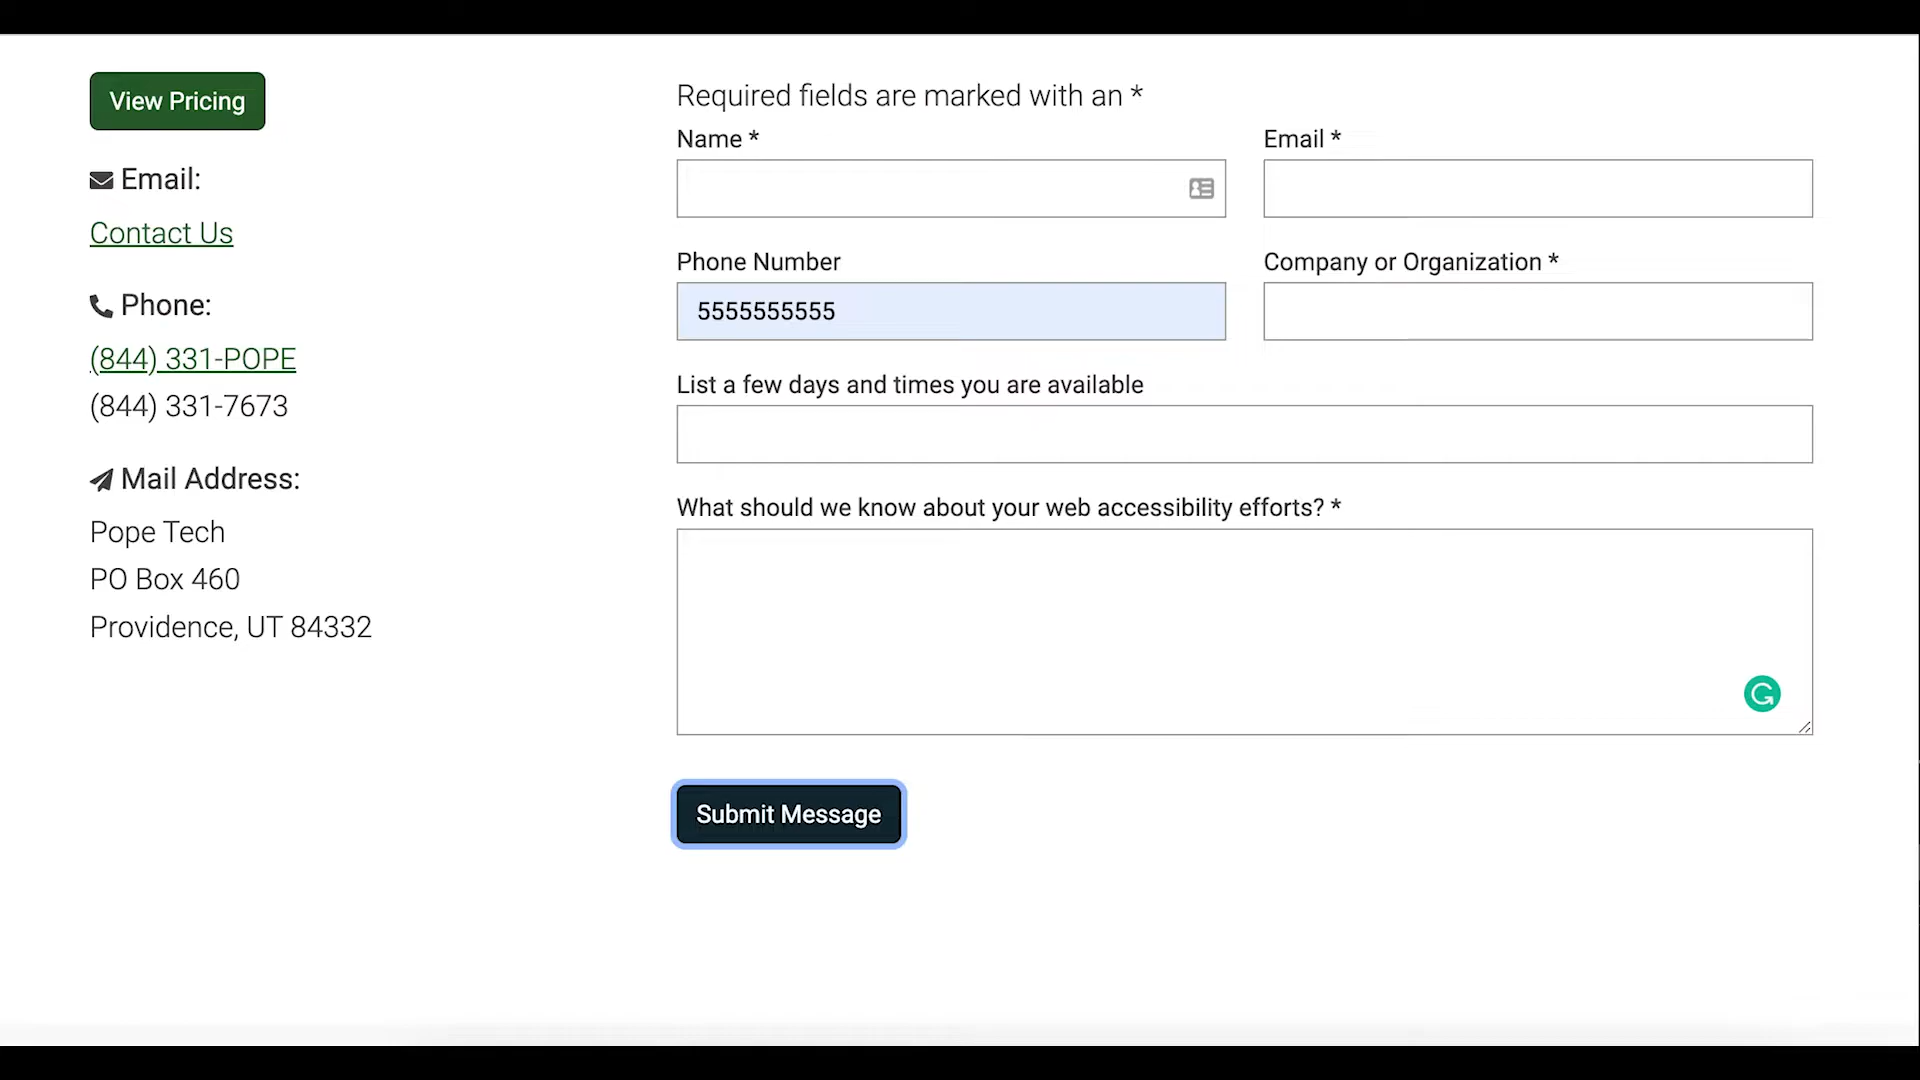 View Pricing
Email:
Contact Us
Phone:
(844) 331-POPE
(844) 331-7673
Mail Address:
Pope Tech
PO Box 460
Providence, UT 84332
Required fields are marked with an *
Name *
Email *
Phone Number
5555555555
Company or Organization *
List a few days and times you are available
What should we know about your web accessibility efforts? *
Submit Message